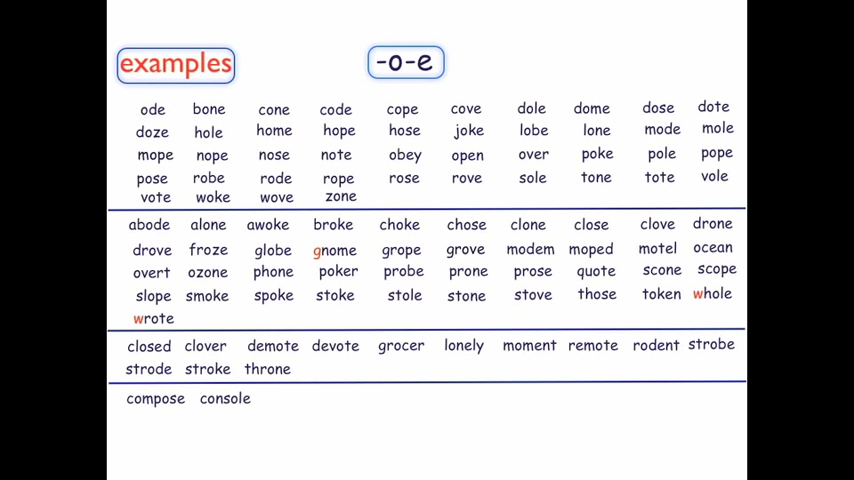 examples -o-e
ode bone cone code cope cove dole dome dose dote
doze hole home hope hose joke lobe lone mode mole
mope nope nose note obey open over poke pole pope
pose robe rode rope rose rove sole tone tote vole
vote woke wove zone
abode alone awoke broke choke chose clone close clove drone
drove froze globe gnome grope grove modem moped motel ocean
overt ozone phone poker probe prone prose quote scone scope
slope smoke spoke stoke stole stone stove those token whole
wrote
closed clover demote devote grocer lonely moment remote rodent strobe
strode stroke throne
compose console